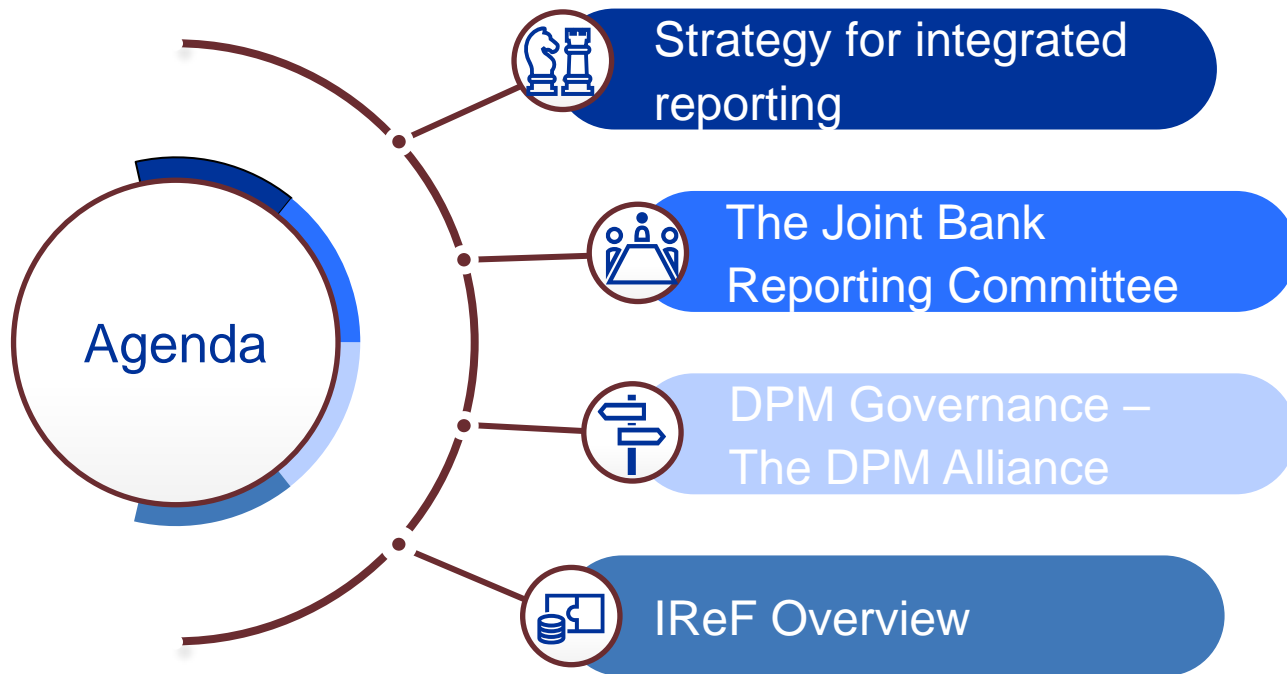 Agenda
Strategy for integrated
reporting
The Joint Bank
Reporting Committee
DPM Governance –
The DPM Alliance
IReF Overview